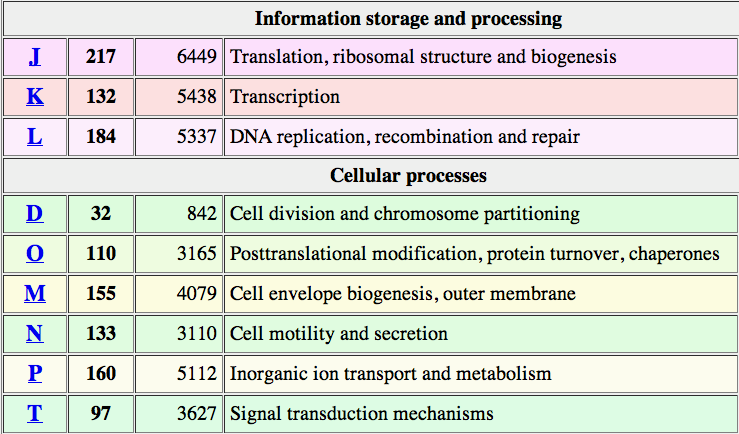 Information storage and processing
J 217 6449 Translation, ribosomal structure and biogenesis
K 132 5438 Transcription
L 184 5337 DNA replication, recombination and repair
Cellular processes
D 32 842 Cell division and chromosome partitioning
O 110 3165 Posttranslational modification, protein turnover, chaperones
M 155 4079 Cell envelope biogenesis, outer membrane
N 133 3110 Cell motility and secretion
P 160 5112 Inorganic ion transport and metabolism
T 97 3627 Signal transduction mechanisms